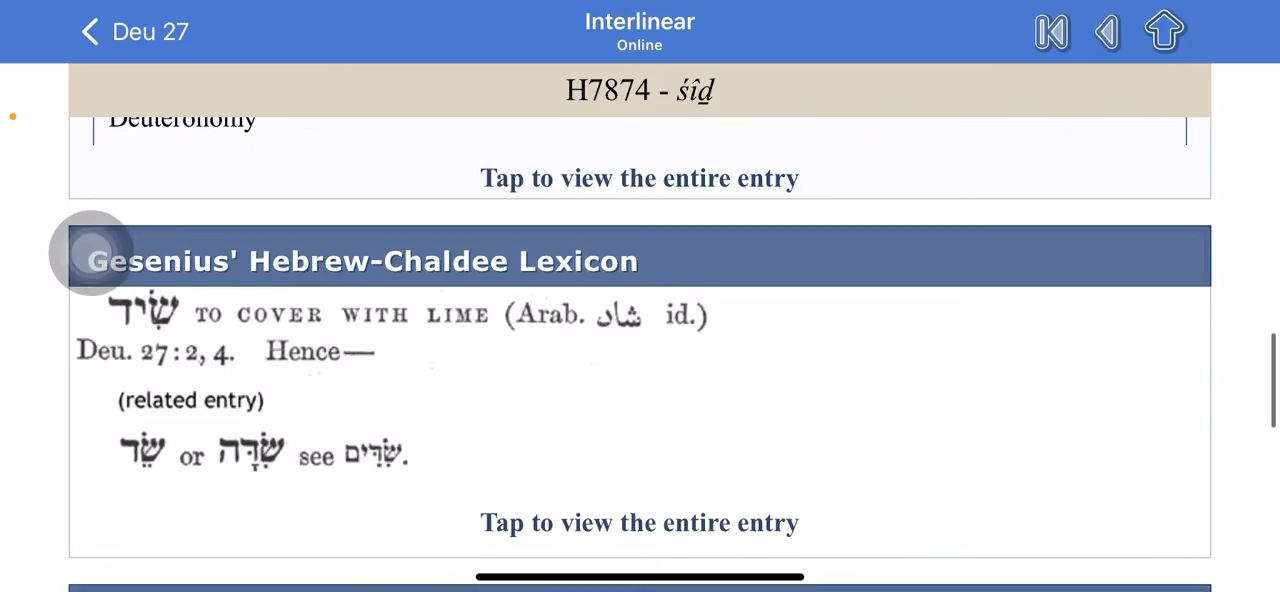 Deu 27
Interlinear
Online
H7874 - śîḏ
Deuteronomy
Tap to view the entire entry
Gesenius' Hebrew-Chaldee Lexicon
שִׂיד TO COVER WITH LIME (Arab. شاد id.)
Deu. 27:2, 4. Hence—
(related entry)
שֵׂד or שִׂדָּה see שִׂדִּים.
Tap to view the entire entry